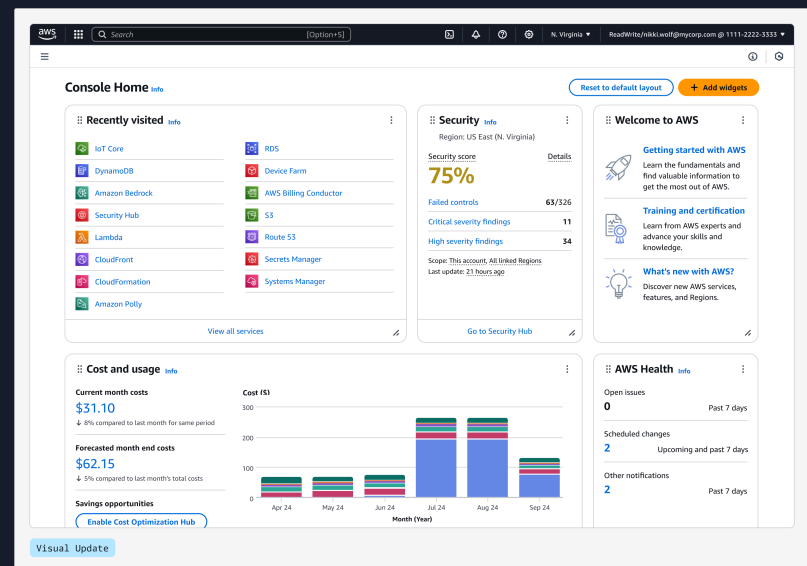 aws
Search [Option+S]
N. Virginia ▼ ReadWrite/nikki.wolf@mycorp.com @ 1111-2222-3333 ▼
Console Home Info
Reset to default layout
+ Add widgets
Recently visited Info
IoT Core
DynamoDB
Amazon Bedrock
Security Hub
Lambda
CloudFront
CloudFormation
Amazon Polly
RDS
Device Farm
AWS Billing Conductor
S3
Route 53
Secrets Manager
Systems Manager
View all services
Security Info
Region: US East (N. Virginia)
Security score Details
75%
Failed controls 63/326
Critical severity findings 11
High severity findings 34
Scope: This account, All linked Regions
Last update: 21 hours ago
Go to Security Hub
Welcome to AWS
Getting started with AWS
Learn the fundamentals and
find valuable information to
get the most out of AWS.
Training and certification
Learn from AWS experts and
advance your skills and
knowledge.
What's new with AWS?
Discover new AWS services,
features, and Regions.
Cost and usage Info
Current month costs
$31.10
↓ 8% compared to last month for same period
Forecasted month end costs
$62.15
↓ 5% compared to last month's total costs
Savings opportunities
Enable Cost Optimization Hub
Cost ($)
300
200
100
0
Apr 24 May 24 Jun 24 Jul 24 Aug 24 Sep 24
Month (Year)
AWS Health Info
Open issues
0 Past 7 days
Scheduled changes
2 Upcoming and past 7 days
Other notifications
2 Past 7 days
Visual Update